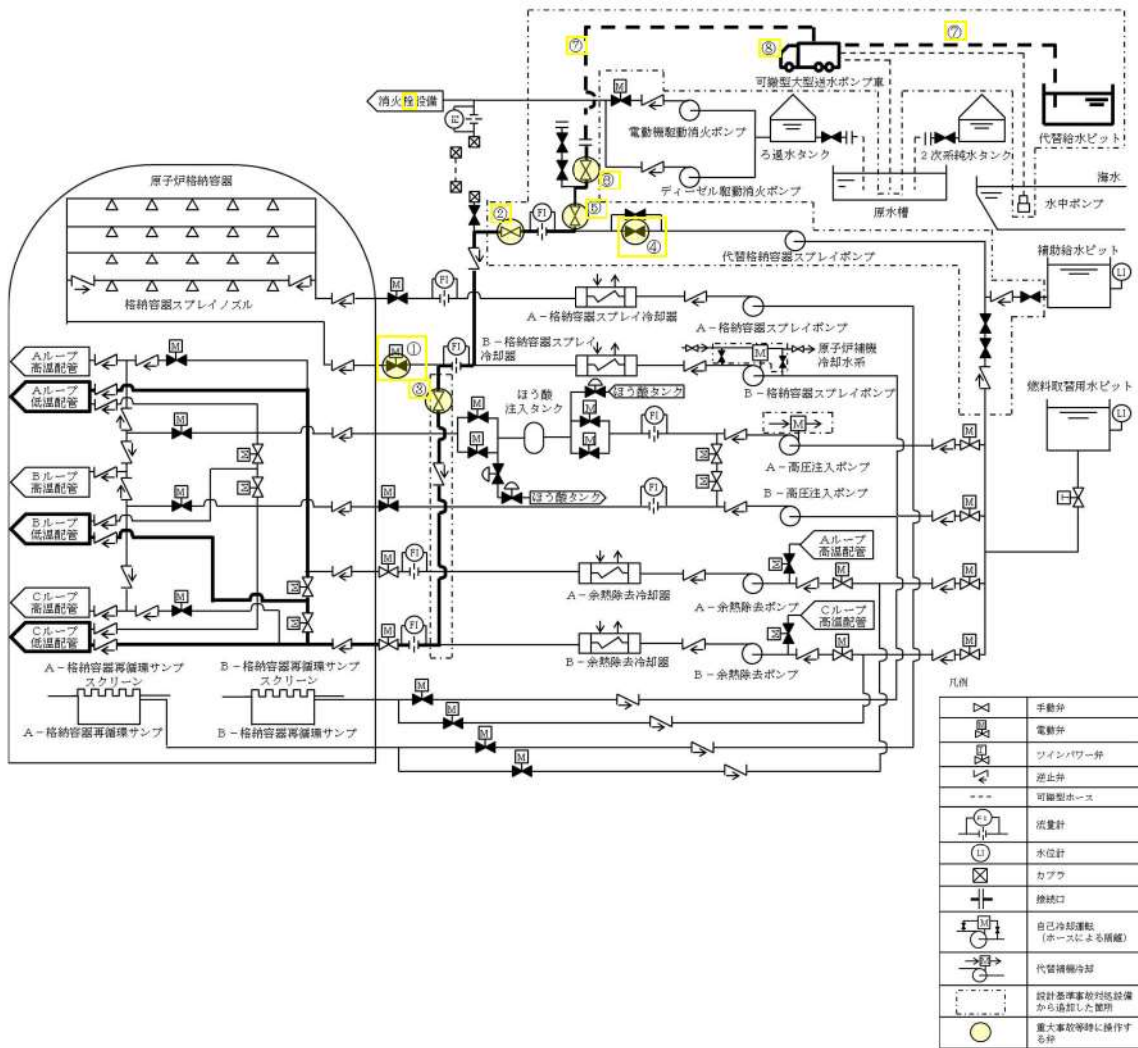 ⑦
⑧
⑦
可搬型大型送水ポンプ車
消火栓設備
M
FI
電動機駆動消火ポンプ
ろ過水タンク
2次系純水タンク
代替給水ピット
ディーゼル駆動消火ポンプ
原水槽
海水
水中ポンプ
原子炉格納容器
②
FI
⑤
④
代替格納容器スプレイポンプ
補助給水ピット
LI
格納容器スプレイノズル
M
FI
A-格納容器スプレイ冷却器
A-格納容器スプレイポンプ
B-格納容器スプレイ
冷却器
M
①
FI
M
原子炉補機
冷却水系
B-格納容器スプレイポンプ
③
ほう酸
注入タンク
ほう酸タンク
燃料取替用水ピット
LI
Aループ
高温配管
M
Aループ
低温配管
M
M
M
M
M
M
FI
M
M
A-高圧注入ポンプ
M
Bループ
高温配管
M
M
Bループ
低温配管
M
M
FI
M
B-高圧注入ポンプ
ほう酸タンク
M
T
Aループ
高温配管
M
FI
M
M
M
A-余熱除去冷却器
A-余熱除去ポンプ
Cループ
高温配管
M
M
Cループ
高温配管
Cループ
低温配管
M
FI
M
M
M
B-余熱除去冷却器
B-余熱除去ポンプ
A-格納容器再循環サンプ
スクリーン
B-格納容器再循環サンプ
スクリーン
A-格納容器再循環サンプ
B-格納容器再循環サンプ
M
M
M
M
凡例
手動弁
M
電動弁
T
ツインパワー弁
逆止弁
可搬型ホース
FI
流量計
LI
水位計
カプラ
接続口
M
自己冷却運転
(ホースによる隔離)
M
代替補機冷却
設計基準事故対処設備
から追加した箇所
重大事故等時に操作す
る弁